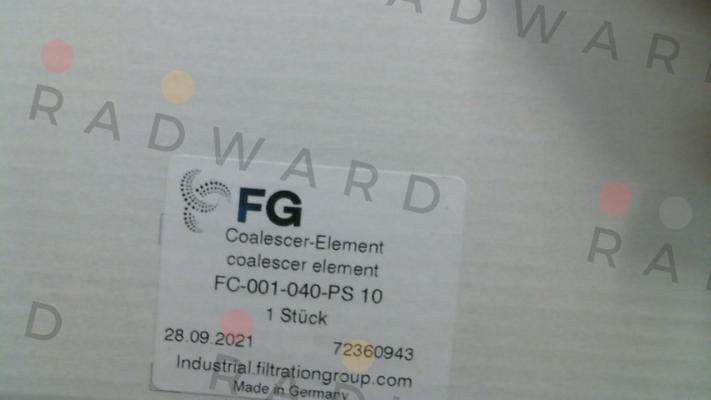 RADWARD
RADWARD
FG
Coalescer-Element
coalescer element
FC-001-040-PS 10
1 Stück
28.09.2021 72360943
Industrial.filtrationgroup.com
Made in Germany